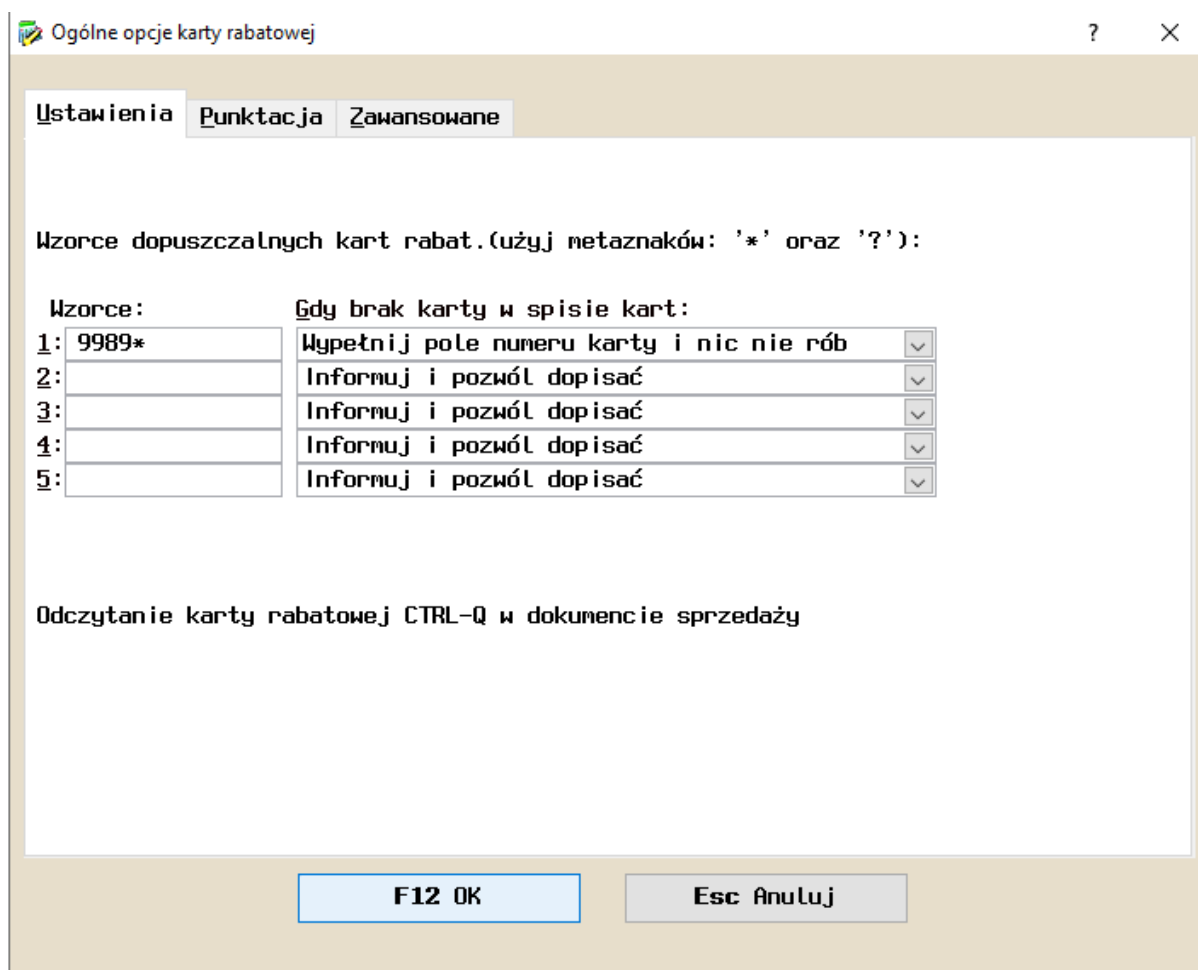 Ogólne opcje karty rabatowej ?
Ustawienia Punktacja Zawansowane
Wzorce dopuszczalnych kart rabat.(użyj metaznaków: '*' oraz '?'):
Wzorce: Gdy brak karty w spisie kart:
1: 9989* Wypełnij pole numeru karty i nic nie rób
2: Informuj i pozwól dopisać
3: Informuj i pozwól dopisać
4: Informuj i pozwól dopisać
5: Informuj i pozwól dopisać
Odczytanie karty rabatowej CTRL-Q w dokumencie sprzedaży
F12 OK Esc Anuluj